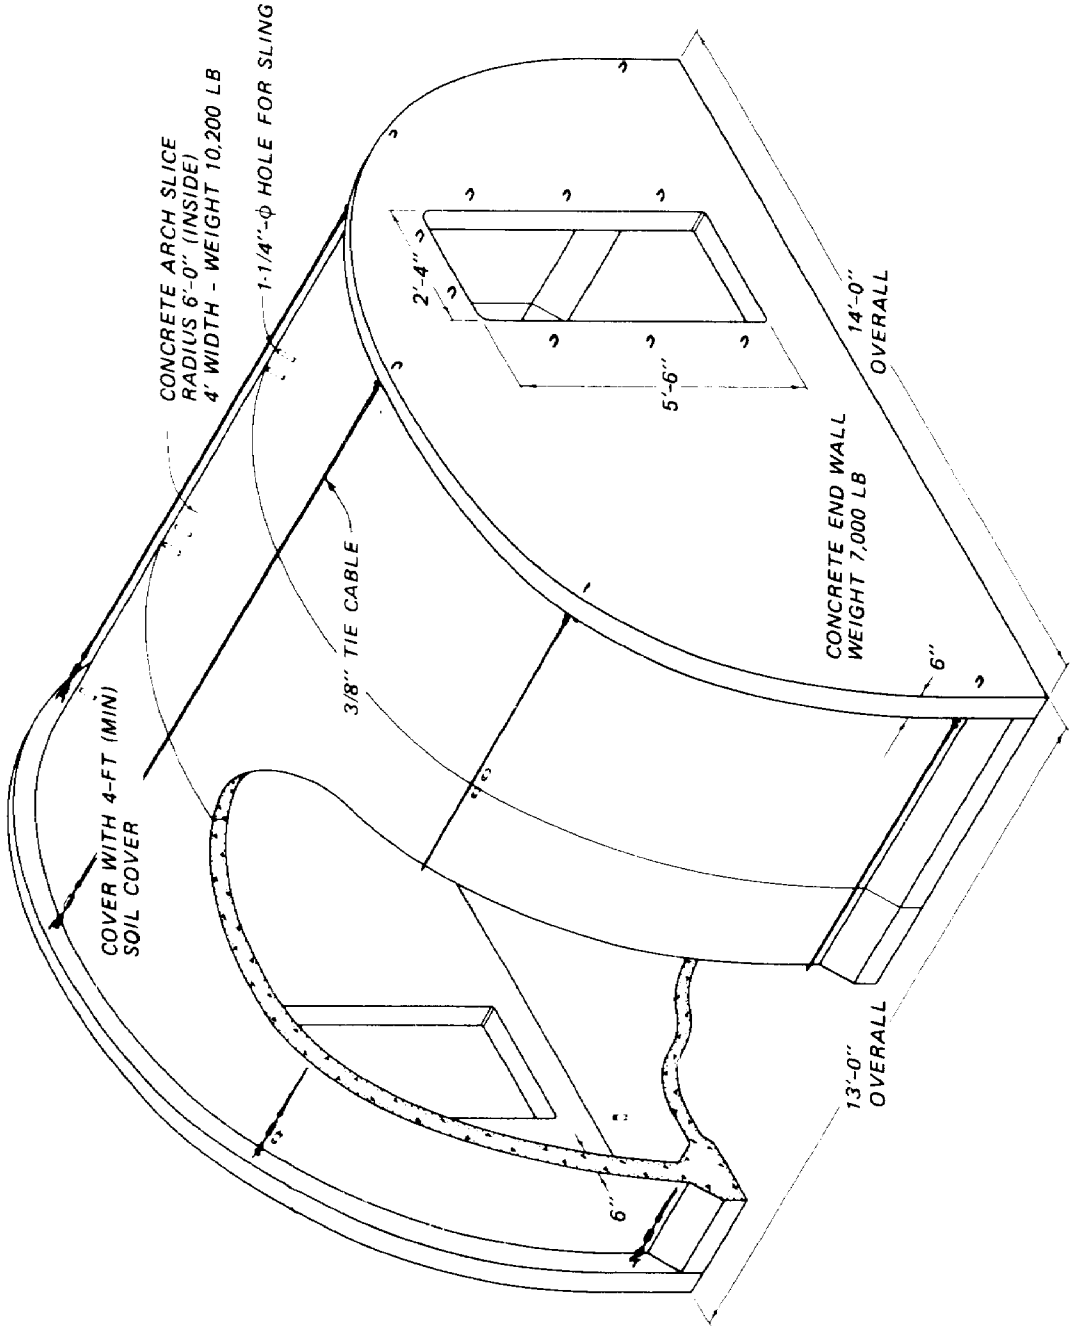 CONCRETE ARCH SLICE
RADIUS 6'-0" (INSIDE)
4' WIDTH - WEIGHT 10,200 LB
1-1/4"-ϕ HOLE FOR SLING
COVER WITH 4-FT (MIN)
SOIL COVER
3/8" TIE CABLE
2'-4"
5'-6"
14'-0"
OVERALL
CONCRETE END WALL
WEIGHT 7,000 LB
6"
6"
13'-0"
OVERALL